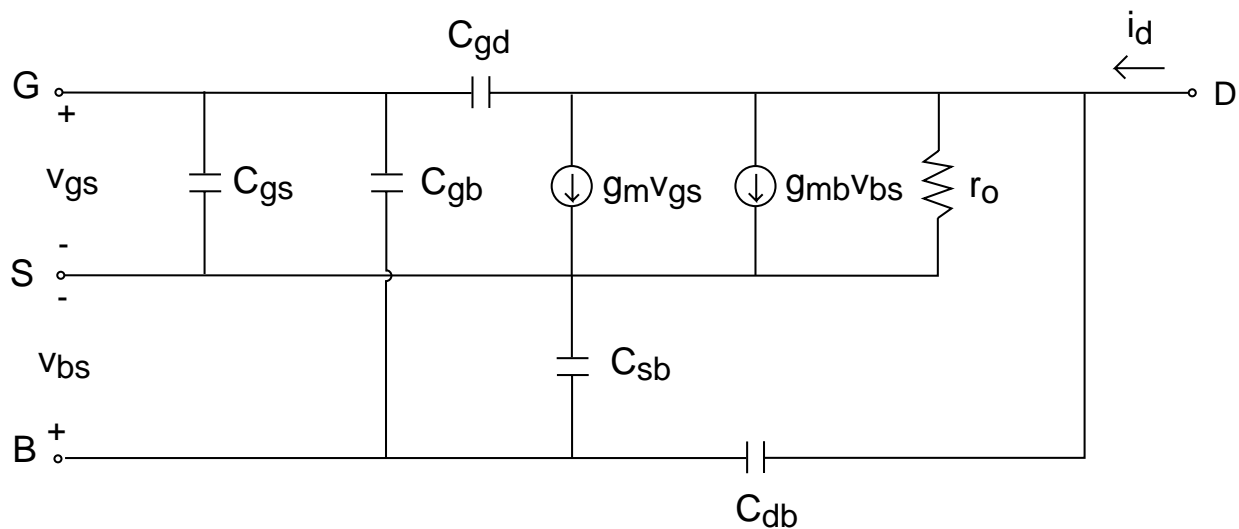 C_gd
i_d
G
+
D
v_gs
C_gs
C_gb
g_m v_gs
g_mb v_bs
r_o
-
S
-
v_bs
C_sb
+
B
C_db